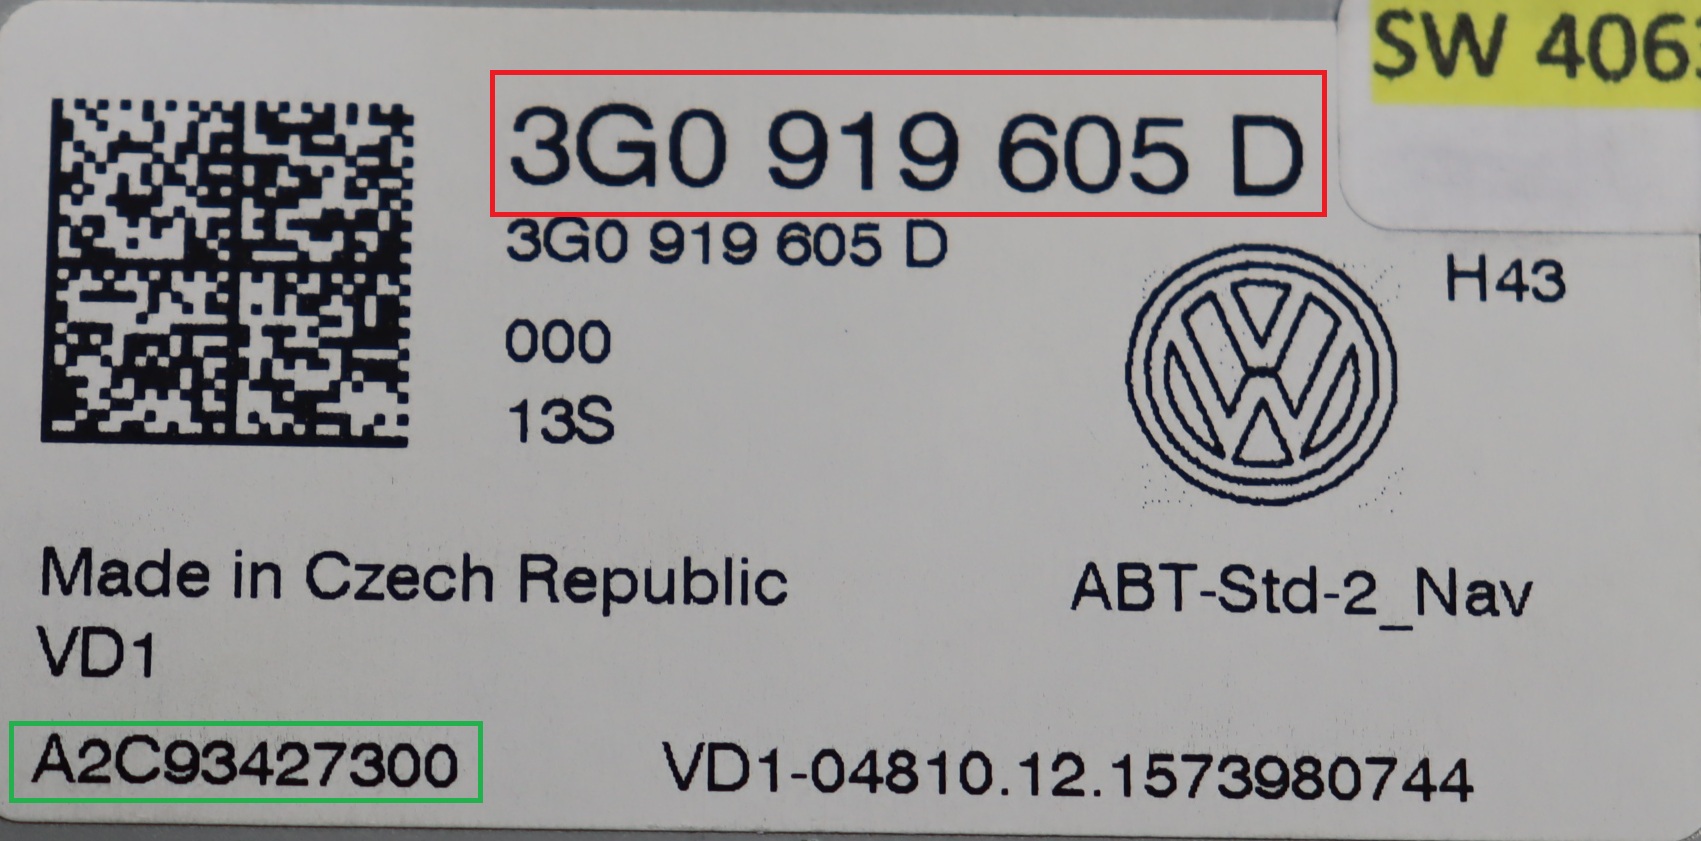 SW 406
3G0 919 605 D
3G0 919 605 D
H43
000
13S
Made in Czech Republic
ABT-Std-2_Nav
VD1
A2C93427300
VD1-04810.12.1573980744